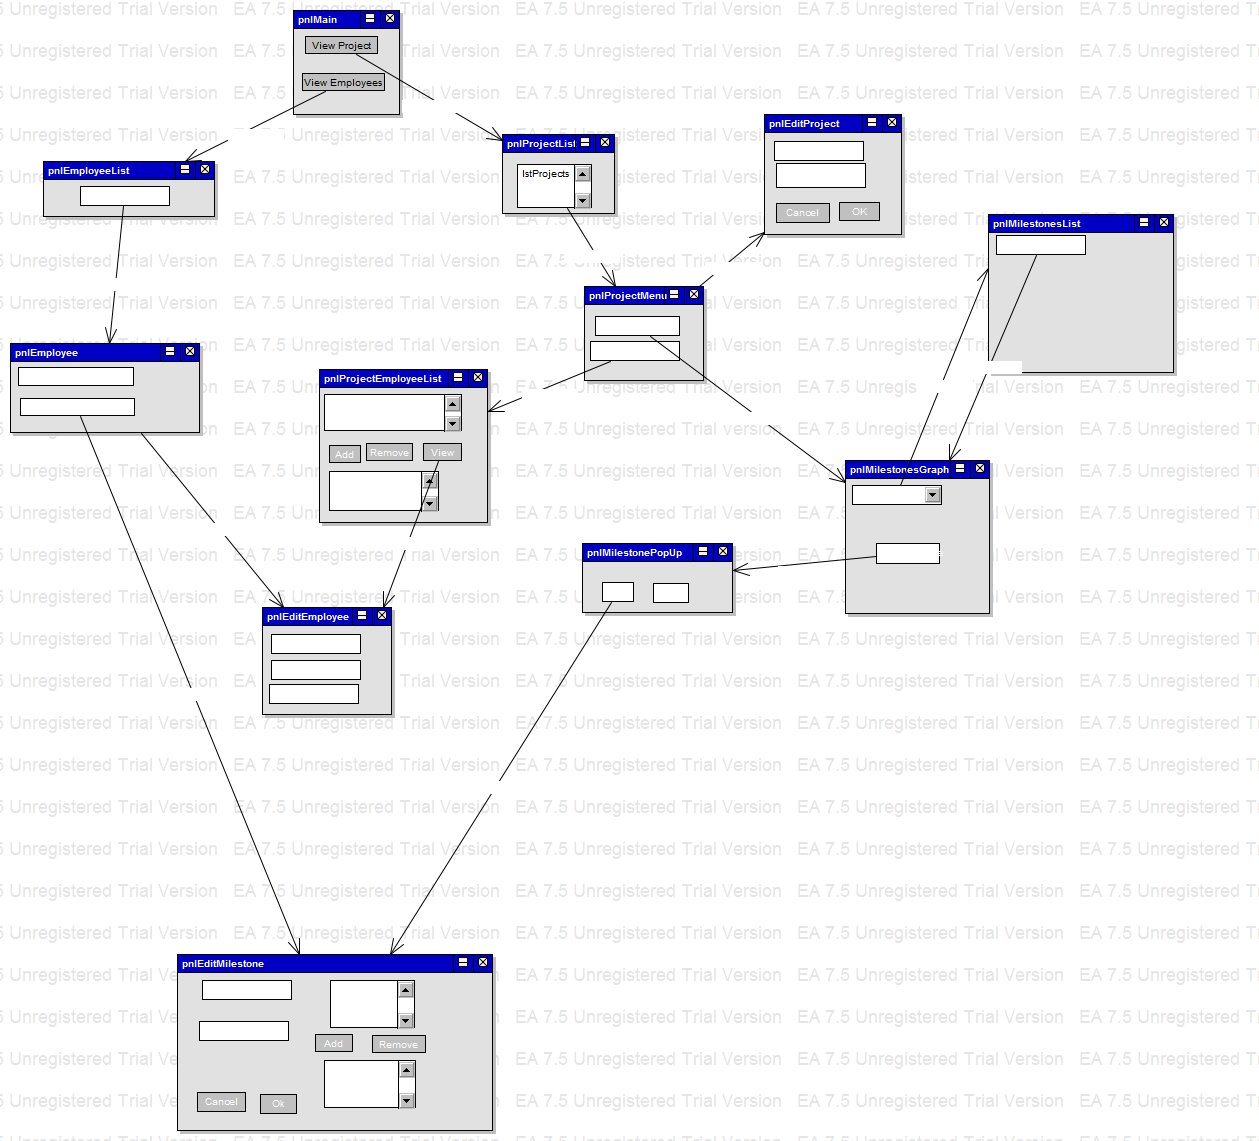 pnlMain
View Project
View Employees
pnlProjectList
lstProjects
pnlEditProject
Cancel
OK
pnlEmployeeList
pnlMilestonesList
pnlProjectMenu
pnlEmployee
pnlProjectEmployeeList
Add
Remove
View
pnlMilestonesGraph
pnlMilestonePopUp
pnlEditEmployee
pnlEditMilestone
Add
Remove
Cancel
Ok
EA 7.5 Unregistered Trial Version